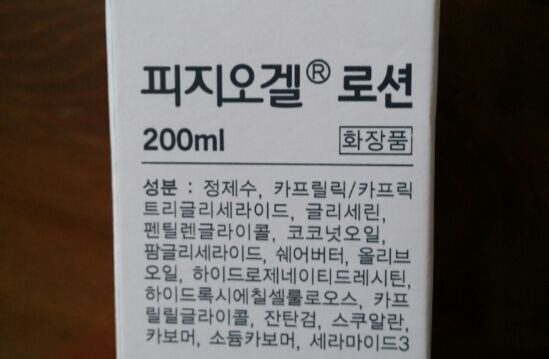 피지오겔® 로션
200ml 화장품
성분 : 정제수, 카프릴릭/카프릭
트리글리세라이드, 글리세린,
펜틸렌글라이콜, 코코넛오일,
팜글리세라이드, 쉐어버터, 올리브
오일, 하이드로제네이티드레시틴,
하이드록시에칠셀룰로오스, 카프
릴릴글라이콜, 잔탄검, 스쿠알란,
카보머, 소듐카보머, 세라마이드3